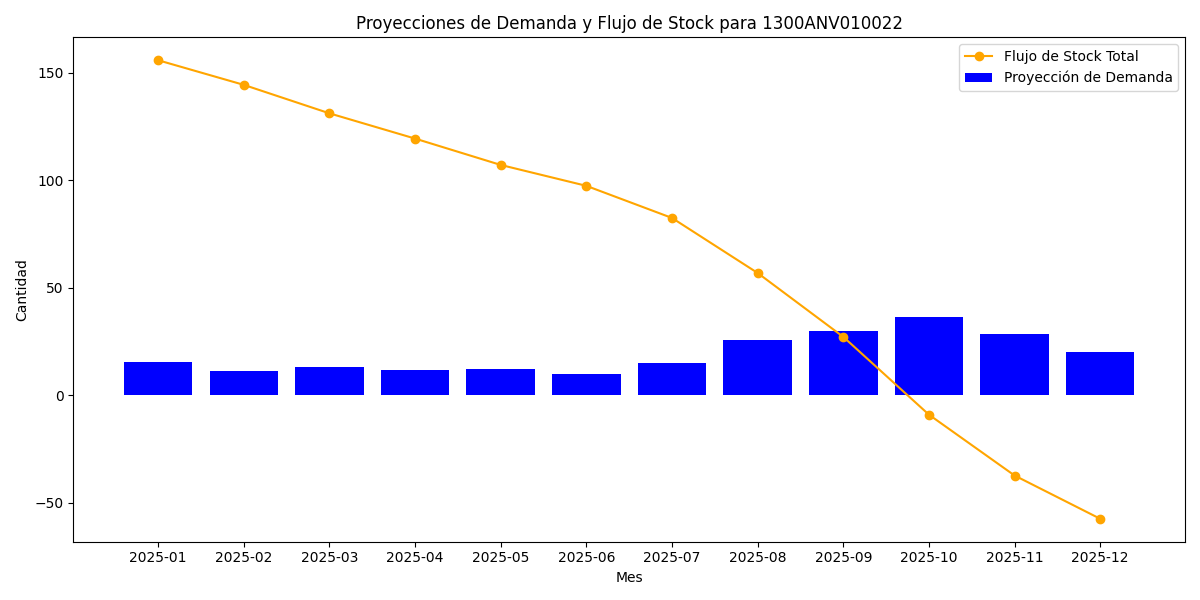 Proyecciones de Demanda y Flujo de Stock para 1300ANV010022
Flujo de Stock Total
Proyección de Demanda
Cantidad
150
100
50
0
−50
2025-01 2025-02 2025-03 2025-04 2025-05 2025-06 2025-07 2025-08 2025-09 2025-10 2025-11 2025-12
Mes